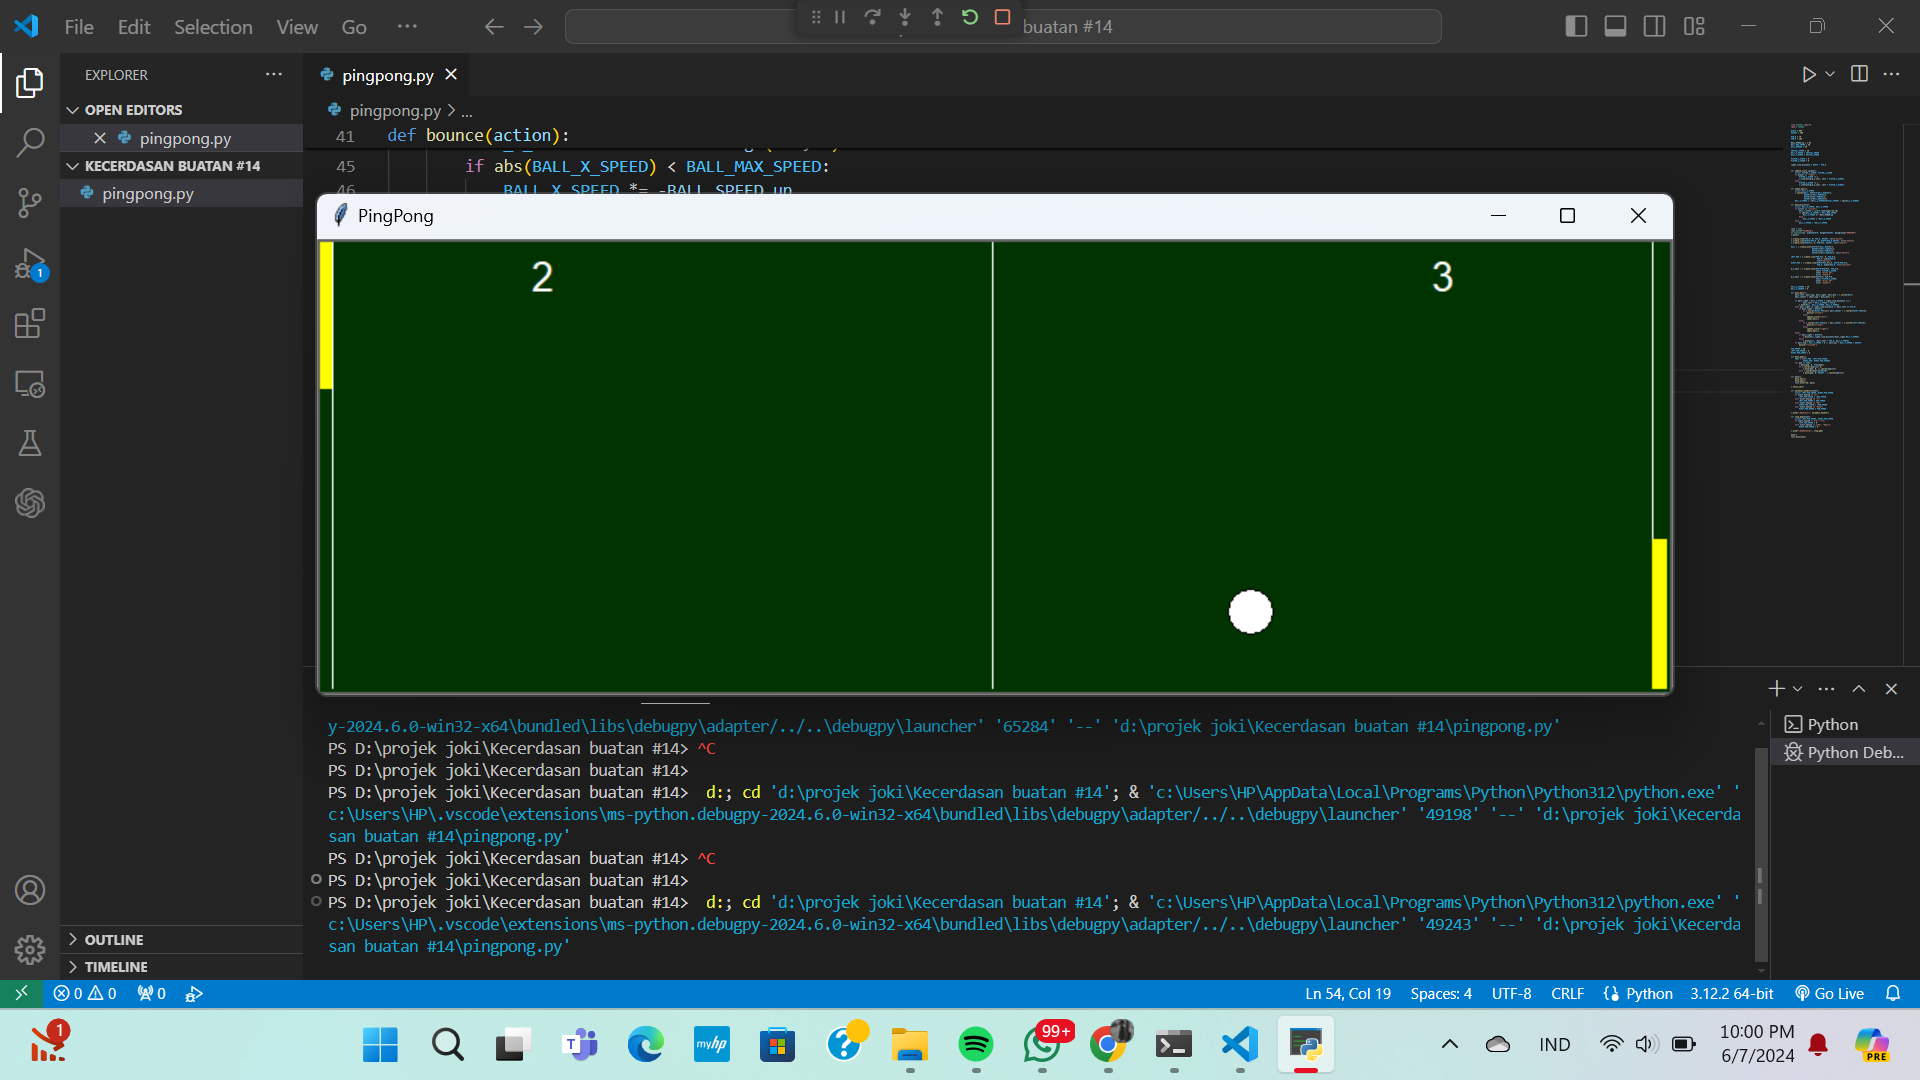 File Edit Selection View Go ···
buatan #14
EXPLORER
OPEN EDITORS
pingpong.py
KECERDASAN BUATAN #14
pingpong.py
OUTLINE
TIMELINE
pingpong.py
pingpong.py > ...
41 def bounce(action):
45 if abs(BALL_X_SPEED) < BALL_MAX_SPEED:
46 BALL_X_SPEED *= -BALL_SPEED_up
PingPong
2
3
1
y-2024.6.0-win32-x64\bundled\libs\debugpy\adapter/../..\debugpy\launcher' '65284' '--' 'd:\projek joki\Kecerdasan buatan #14\pingpong.py'
PS D:\projek joki\Kecerdasan buatan #14> ^C
PS D:\projek joki\Kecerdasan buatan #14>
PS D:\projek joki\Kecerdasan buatan #14>  d:; cd 'd:\projek joki\Kecerdasan buatan #14'; & 'c:\Users\HP\AppData\Local\Programs\Python\Python312\python.exe' '
c:\Users\HP\.vscode\extensions\ms-python.debugpy-2024.6.0-win32-x64\bundled\libs\debugpy\adapter/../..\debugpy\launcher' '49198' '--' 'd:\projek joki\Kecerda
san buatan #14\pingpong.py'
PS D:\projek joki\Kecerdasan buatan #14> ^C
PS D:\projek joki\Kecerdasan buatan #14>
PS D:\projek joki\Kecerdasan buatan #14>  d:; cd 'd:\projek joki\Kecerdasan buatan #14'; & 'c:\Users\HP\AppData\Local\Programs\Python\Python312\python.exe' '
c:\Users\HP\.vscode\extensions\ms-python.debugpy-2024.6.0-win32-x64\bundled\libs\debugpy\adapter/../..\debugpy\launcher' '49243' '--' 'd:\projek joki\Kecerda
san buatan #14\pingpong.py'
Python
Python Deb...
0 0 0 Ln 54, Col 19 Spaces: 4 UTF-8 CRLF Python 3.12.2 64-bit Go Live
1
T
myhp
99+
IND
10:00 PM
6/7/2024
PRE